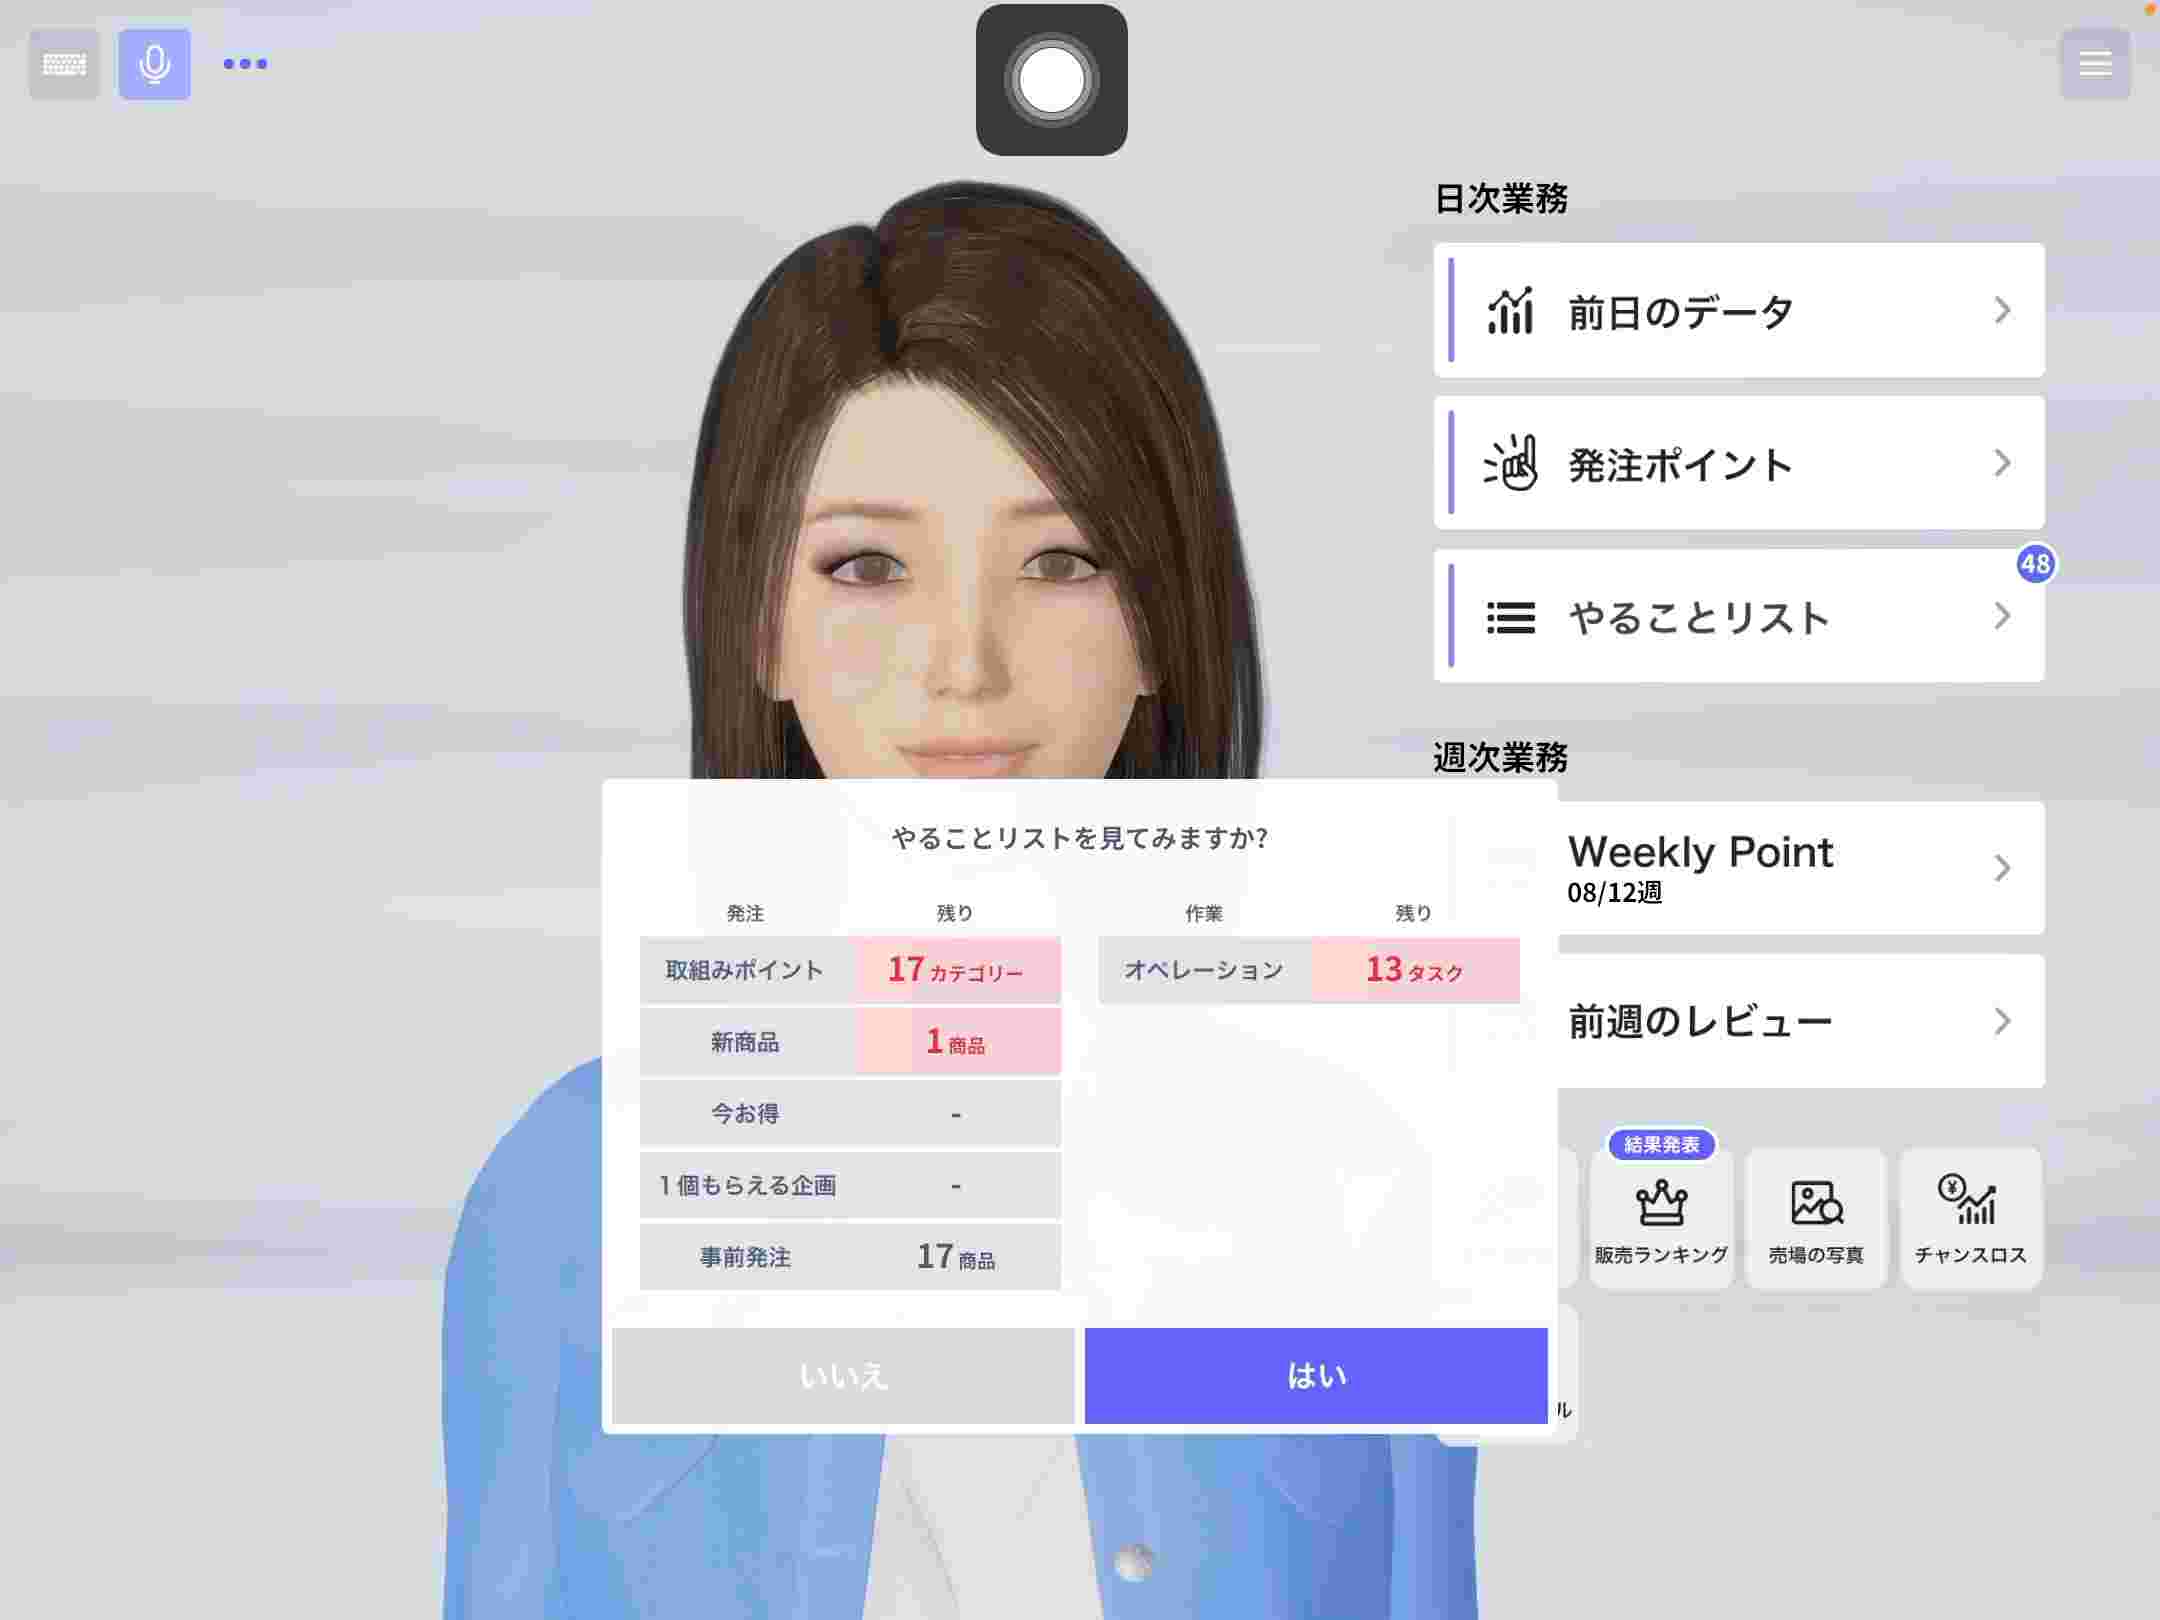 日次業務
前日のデータ
発注ポイント
やることリスト
48
週次業務
Weekly Point
08/12週
前週のレビュー
結果発表
販売ランキング
売場の写真
チャンスロス
ル
やることリストを見てみますか?
発注 残り
取組みポイント 17カテゴリー
新商品 1商品
今お得 -
1個もらえる企画 -
事前発注 17商品
作業 残り
オペレーション 13タスク
いいえ
はい